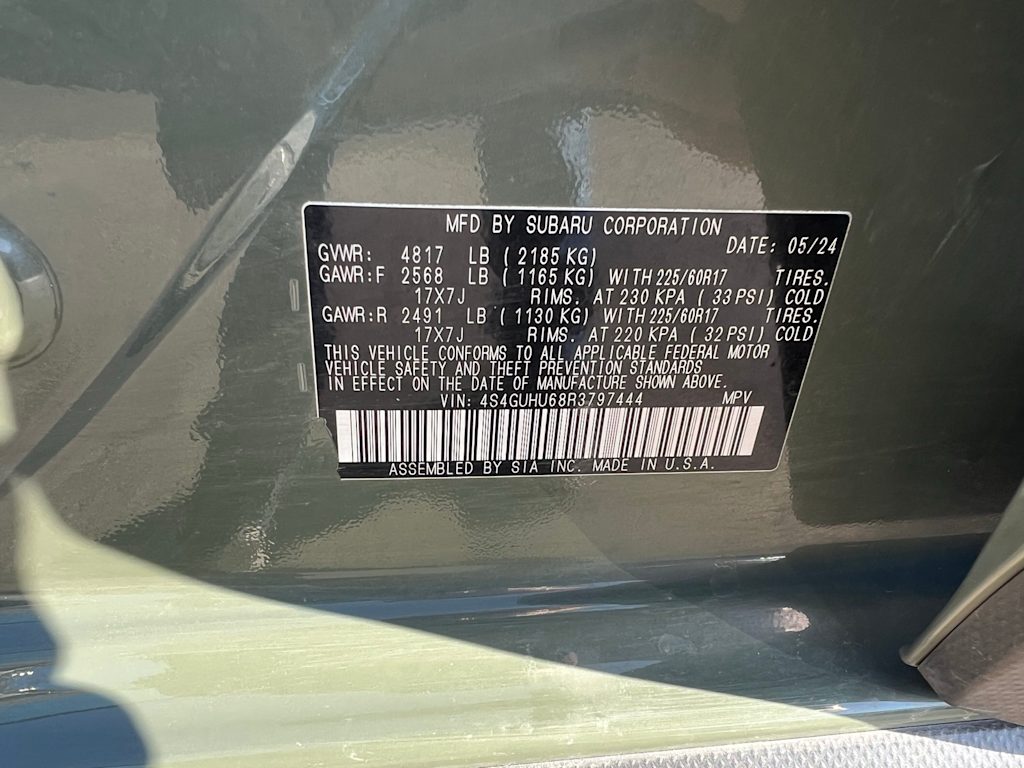 MFD BY SUBARU CORPORATION
DATE: 05/24
GVWR: 4817 LB (2185 KG)
GAWR:F 2568 LB (1165 KG) WITH 225/60R17 TIRES.
17X7J RIMS. AT 230 KPA (33 PSI) COLD
GAWR:R 2491 LB (1130 KG) WITH 225/60R17 TIRES.
17X7J RIMS. AT 220 KPA (32 PSI) COLD
THIS VEHICLE CONFORMS TO ALL APPLICABLE FEDERAL MOTOR
VEHICLE SAFETY AND THEFT PREVENTION STANDARDS
IN EFFECT ON THE DATE OF MANUFACTURE SHOWN ABOVE.
VIN: 4S4GUHU68R3797444 MPV
ASSEMBLED BY SIA INC. MADE IN U.S.A.